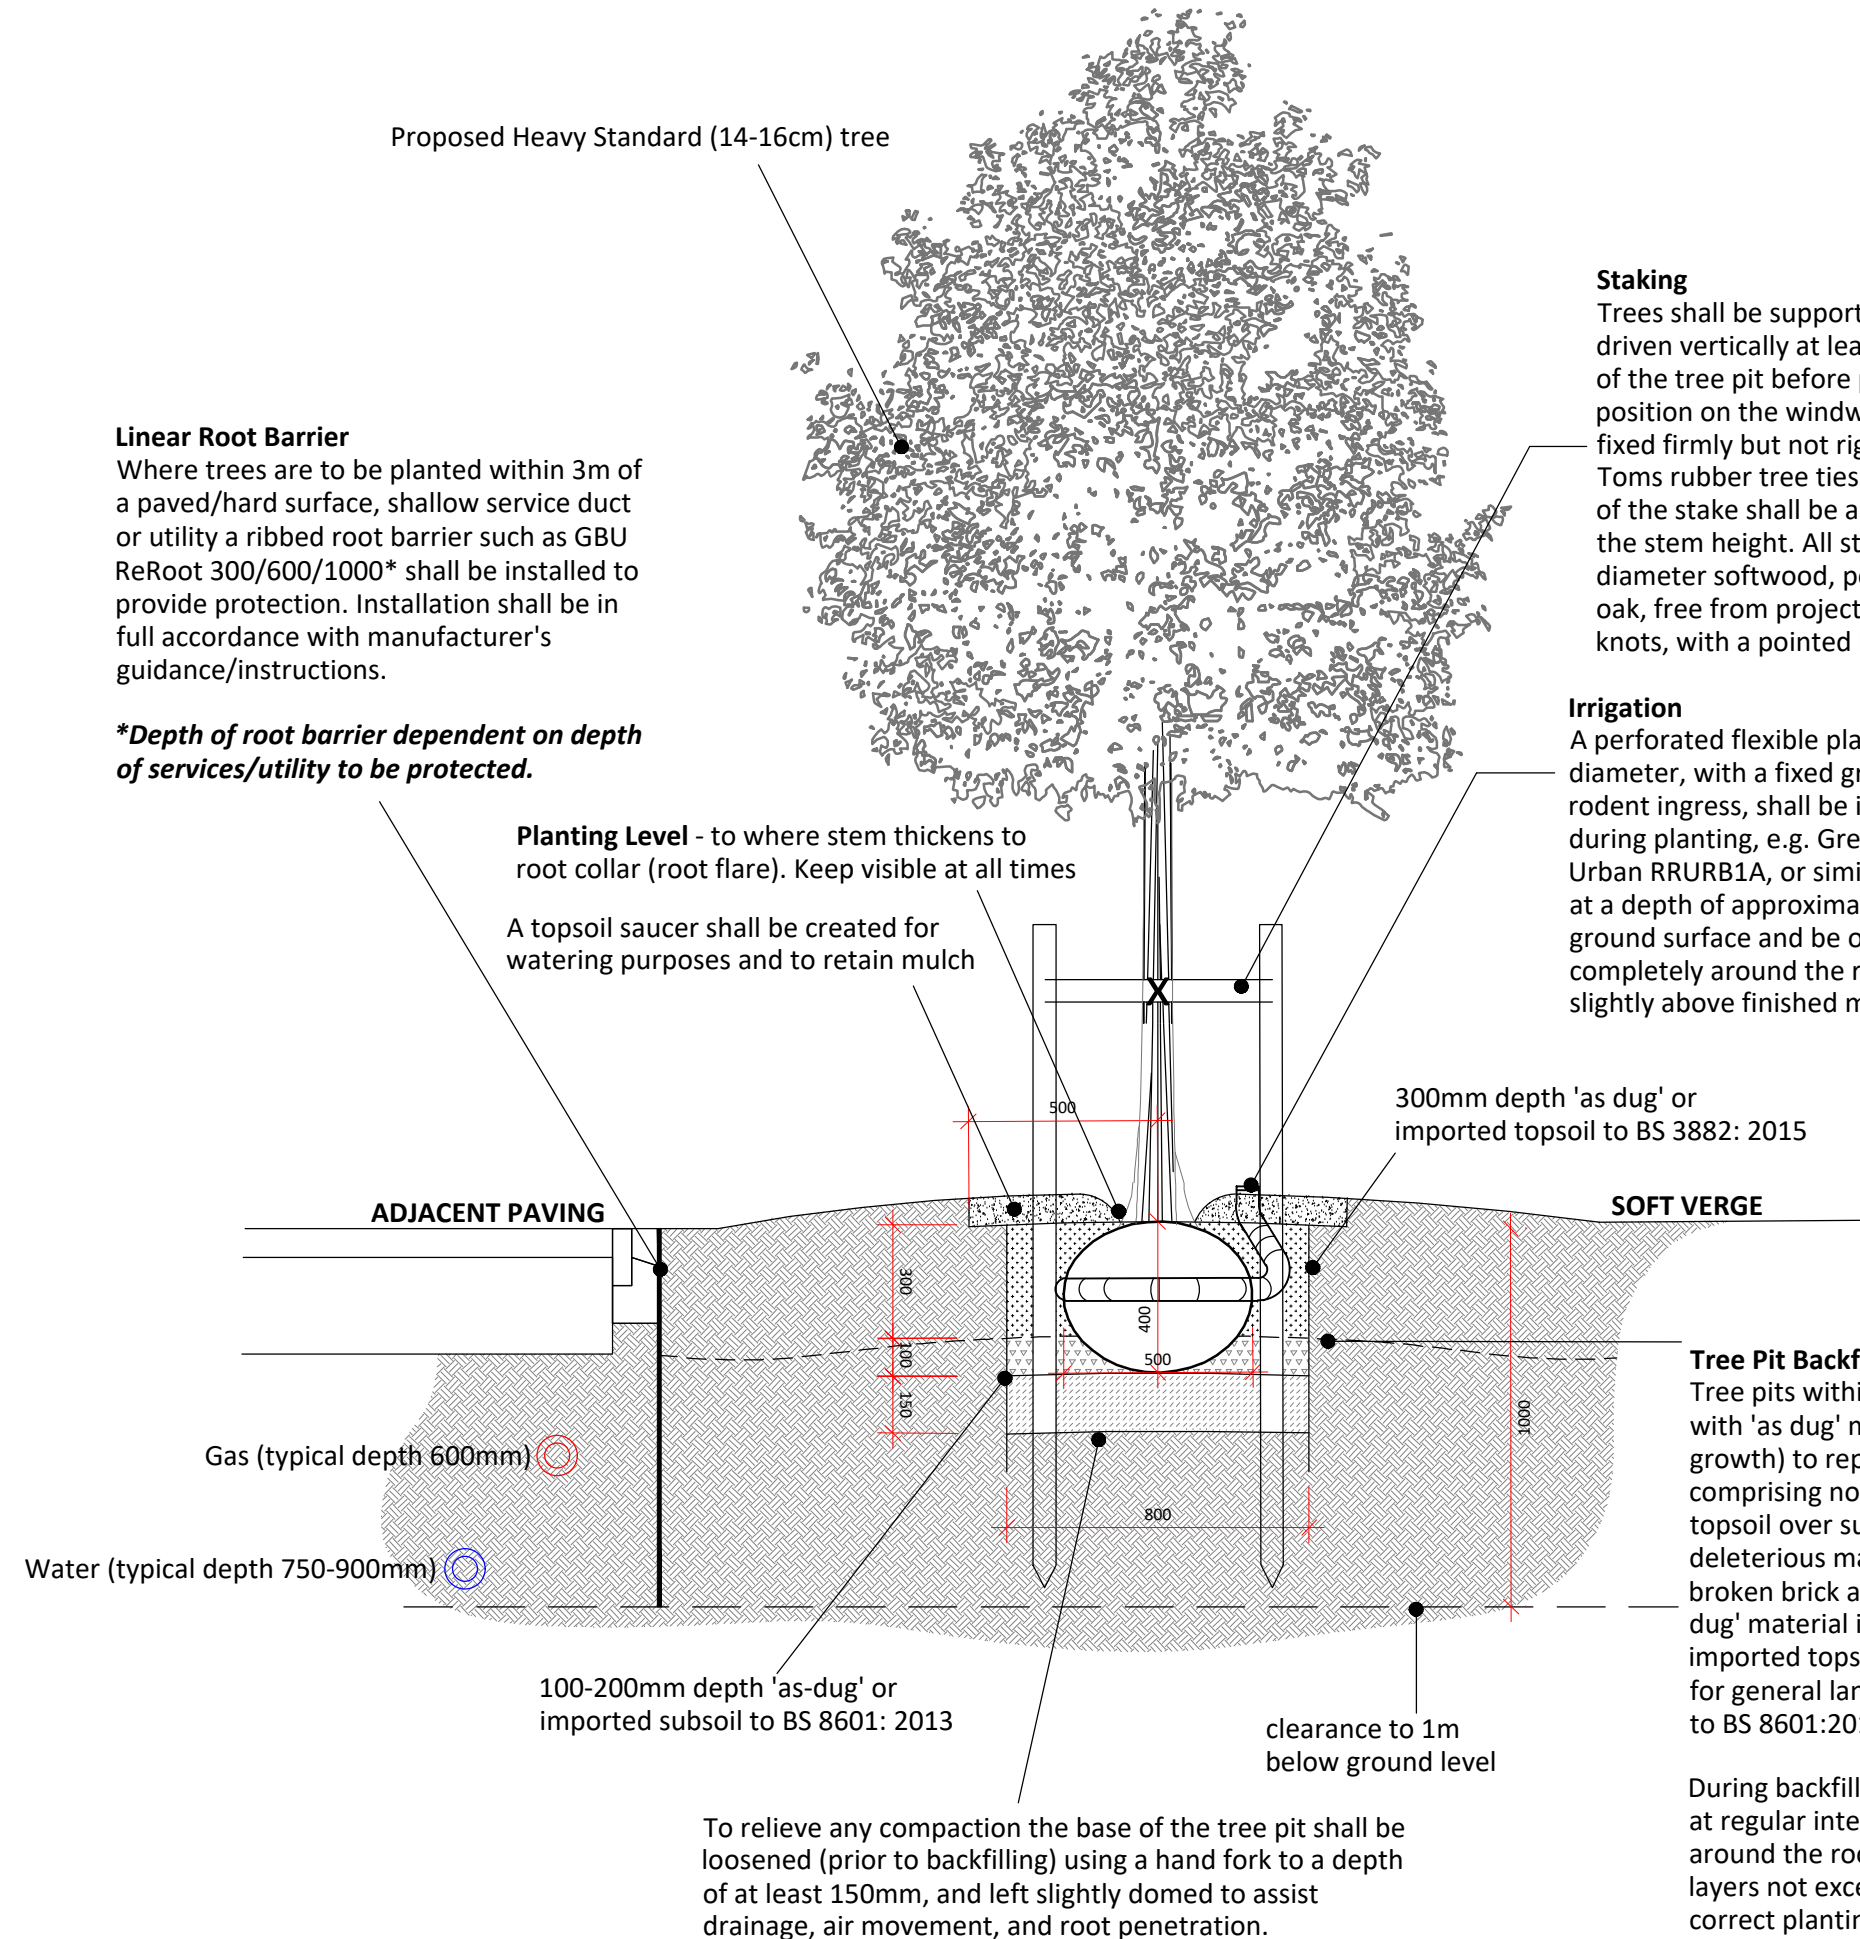 Proposed Heavy Standard (14-16cm) tree
Linear Root Barrier
Where trees are to be planted within 3m of
a paved/hard surface, shallow service duct
or utility a ribbed root barrier such as GBU
ReRoot 300/600/1000* shall be installed to
provide protection. Installation shall be in
full accordance with manufacturer's
guidance/instructions.
*Depth of root barrier dependent on depth
of services/utility to be protected.
Planting Level - to where stem thickens to
root collar (root flare). Keep visible at all times
A topsoil saucer shall be created for
watering purposes and to retain mulch
Staking
Trees shall be support
driven vertically at lea
of the tree pit before
position on the windw
fixed firmly but not rig
Toms rubber tree ties
of the stake shall be a
the stem height. All st
diameter softwood, pe
oak, free from project
knots, with a pointed
Irrigation
A perforated flexible pla
diameter, with a fixed gr
rodent ingress, shall be i
during planting, e.g. Gre
Urban RRURB1A, or simi
at a depth of approxima
ground surface and be o
completely around the r
slightly above finished m
300mm depth 'as dug' or
imported topsoil to BS 3882: 2015
500
ADJACENT PAVING
SOFT VERGE
300
100
150
400
500
800
1000
Gas (typical depth 600mm)
Water (typical depth 750-900mm)
Tree Pit Backf
Tree pits withi
with 'as dug' m
growth) to rep
comprising no
topsoil over su
deleterious ma
broken brick a
dug' material i
imported tops
for general lan
to BS 8601:201
During backfill
at regular inte
around the roo
layers not exce
correct plantin
100-200mm depth 'as-dug' or
imported subsoil to BS 8601: 2013
clearance to 1m
below ground level
To relieve any compaction the base of the tree pit shall be
loosened (prior to backfilling) using a hand fork to a depth
of at least 150mm, and left slightly domed to assist
drainage, air movement, and root penetration.